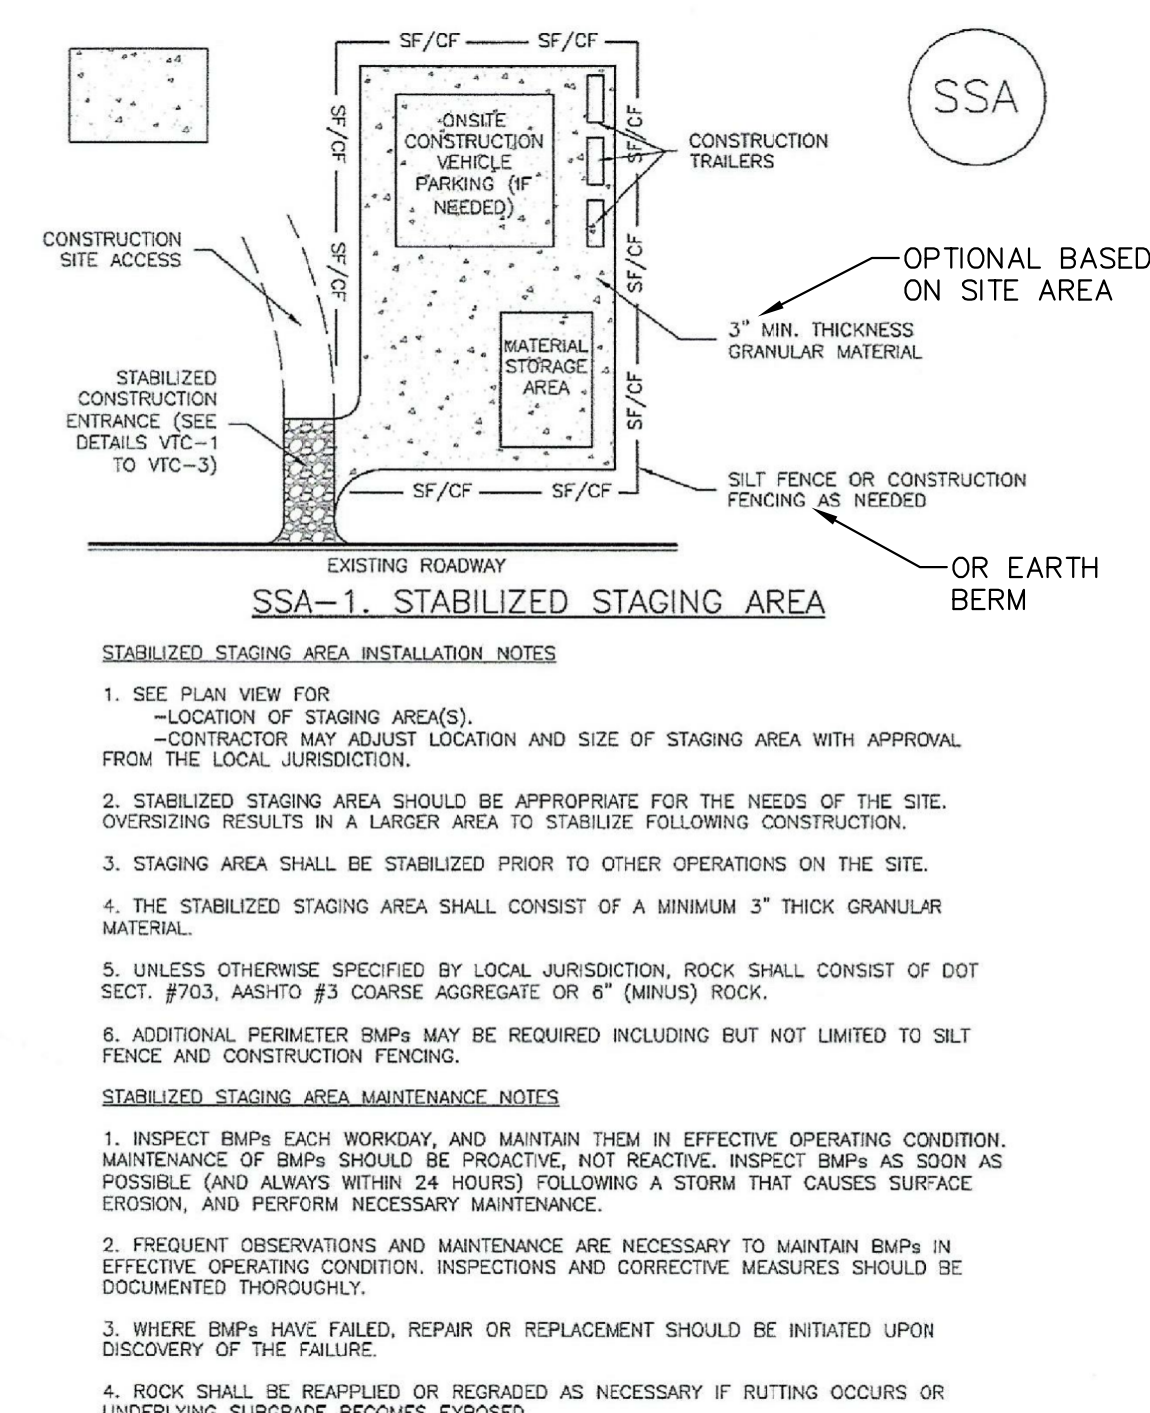 SF/CF SF/CF
SSA
SF/CF
SF/CF
ONSITE
CONSTRUCTION
VEHICLE
PARKING (IF
NEEDED)
CONSTRUCTION
TRAILERS
CONSTRUCTION
SITE ACCESS
SF/CF
SF/CF
OPTIONAL BASED
ON SITE AREA
3" MIN. THICKNESS
GRANULAR MATERIAL
MATERIAL
STORAGE
AREA
STABILIZED
CONSTRUCTION
ENTRANCE (SEE
DETAILS VTC-1
TO VTC-3)
SF/CF
SF/CF SF/CF
SILT FENCE OR CONSTRUCTION
FENCING AS NEEDED
EXISTING ROADWAY
OR EARTH
BERM
SSA-1. STABILIZED STAGING AREA
STABILIZED STAGING AREA INSTALLATION NOTES
1. SEE PLAN VIEW FOR
-LOCATION OF STAGING AREA(S).
-CONTRACTOR MAY ADJUST LOCATION AND SIZE OF STAGING AREA WITH APPROVAL
FROM THE LOCAL JURISDICTION.
2. STABILIZED STAGING AREA SHOULD BE APPROPRIATE FOR THE NEEDS OF THE SITE.
OVERSIZING RESULTS IN A LARGER AREA TO STABILIZE FOLLOWING CONSTRUCTION.
3. STAGING AREA SHALL BE STABILIZED PRIOR TO OTHER OPERATIONS ON THE SITE.
4. THE STABILIZED STAGING AREA SHALL CONSIST OF A MINIMUM 3" THICK GRANULAR
MATERIAL.
5. UNLESS OTHERWISE SPECIFIED BY LOCAL JURISDICTION, ROCK SHALL CONSIST OF DOT
SECT. #703, AASHTO #3 COARSE AGGREGATE OR 6" (MINUS) ROCK.
6. ADDITIONAL PERIMETER BMPs MAY BE REQUIRED INCLUDING BUT NOT LIMITED TO SILT
FENCE AND CONSTRUCTION FENCING.
STABILIZED STAGING AREA MAINTENANCE NOTES
1. INSPECT BMPs EACH WORKDAY, AND MAINTAIN THEM IN EFFECTIVE OPERATING CONDITION.
MAINTENANCE OF BMPs SHOULD BE PROACTIVE, NOT REACTIVE. INSPECT BMPs AS SOON AS
POSSIBLE (AND ALWAYS WITHIN 24 HOURS) FOLLOWING A STORM THAT CAUSES SURFACE
EROSION, AND PERFORM NECESSARY MAINTENANCE.
2. FREQUENT OBSERVATIONS AND MAINTENANCE ARE NECESSARY TO MAINTAIN BMPs IN
EFFECTIVE OPERATING CONDITION. INSPECTIONS AND CORRECTIVE MEASURES SHOULD BE
DOCUMENTED THOROUGHLY.
3. WHERE BMPs HAVE FAILED, REPAIR OR REPLACEMENT SHOULD BE INITIATED UPON
DISCOVERY OF THE FAILURE.
4. ROCK SHALL BE REAPPLIED OR REGRADED AS NECESSARY IF RUTTING OCCURS OR
UNDERLYING SUBGRADE BECOMES EXPOSED.